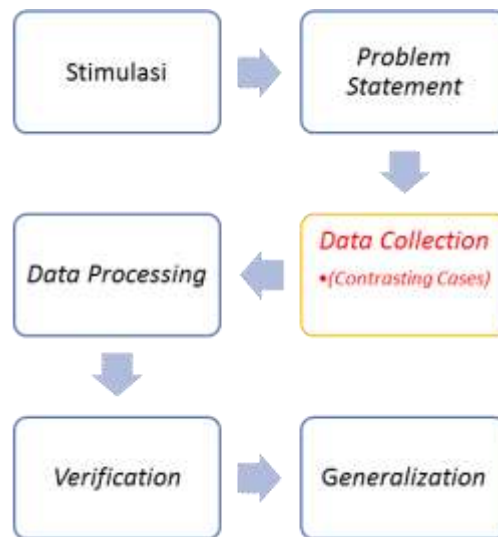 Stimulasi
Problem
Statement
Data Collection
•(Contrasting Cases)
Data Processing
Verification
Generalization